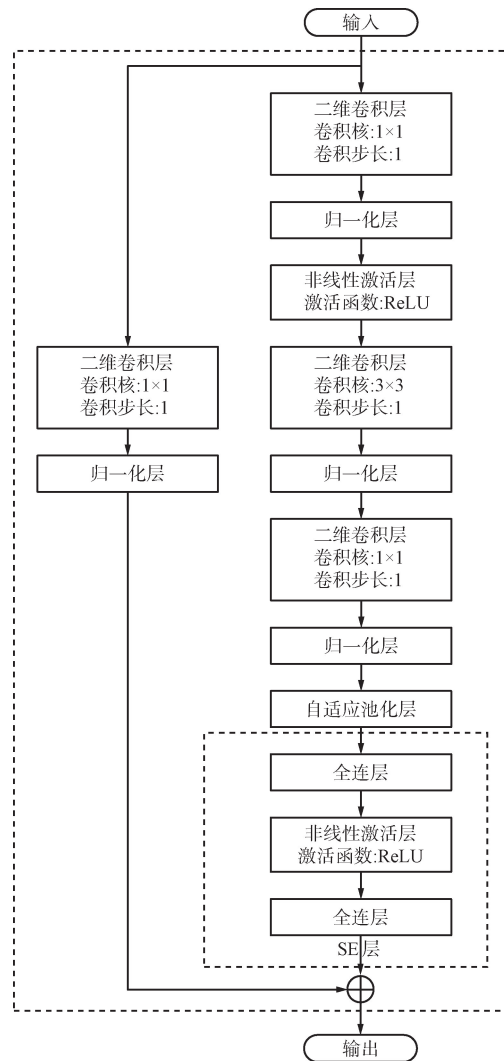 输入
二维卷积层
卷积核:1×1
卷积步长:1
归一化层
非线性激活层
激活函数:ReLU
二维卷积层
卷积核:1×1
卷积步长:1
归一化层
二维卷积层
卷积核:3×3
卷积步长:1
归一化层
二维卷积层
卷积核:1×1
卷积步长:1
归一化层
自适应池化层
全连层
非线性激活层
激活函数:ReLU
全连层
SE层
输出